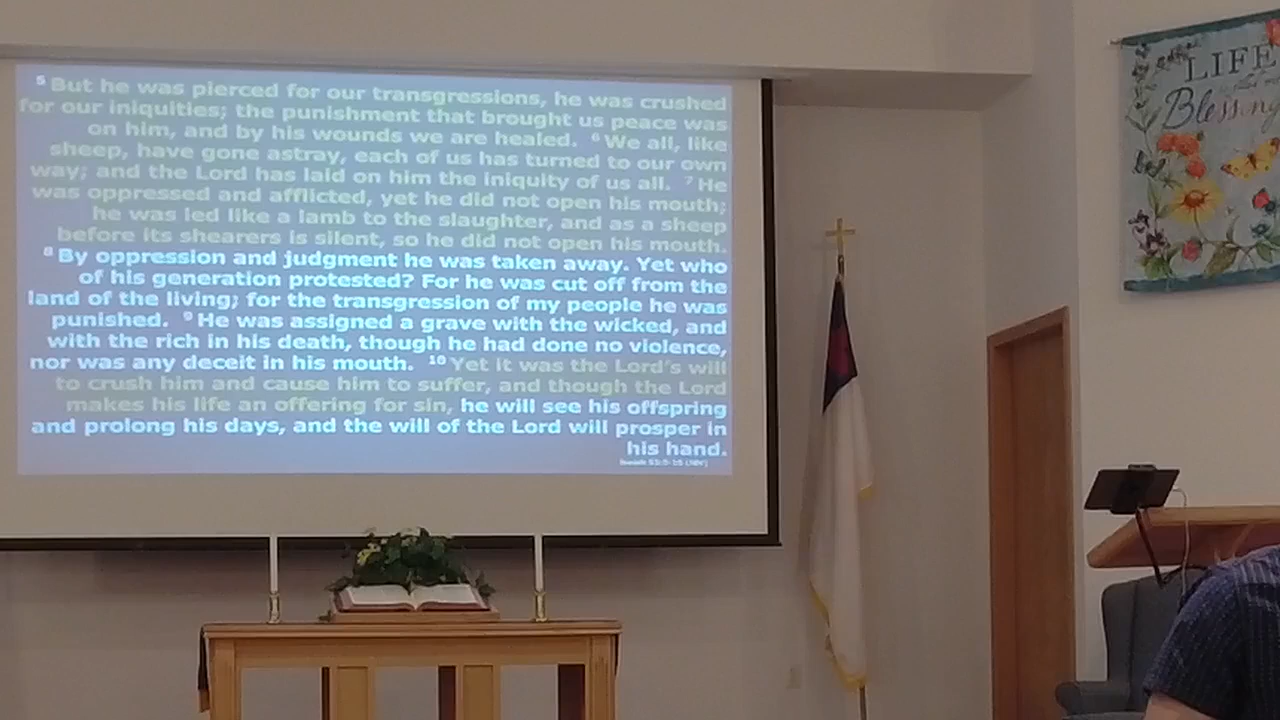 5 But he was pierced for our transgressions, he was crushed
for our iniquities; the punishment that brought us peace was
on him, and by his wounds we are healed. 6 We all, like
sheep, have gone astray, each of us has turned to our own
way; and the Lord has laid on him the iniquity of us all. 7 He
was oppressed and afflicted, yet he did not open his mouth;
he was led like a lamb to the slaughter, and as a sheep
before its shearers is silent, so he did not open his mouth.
8 By oppression and judgment he was taken away. Yet who
of his generation protested? For he was cut off from the
land of the living; for the transgression of my people he was
punished. 9 He was assigned a grave with the wicked, and
with the rich in his death, though he had done no violence,
nor was any deceit in his mouth. 10 Yet it was the Lord's will
to crush him and cause him to suffer, and though the Lord
makes his life an offering for sin, he will see his offspring
and prolong his days, and the will of the Lord will prosper in
his hand.
Isaiah (NIV)
LIFE
Blessing